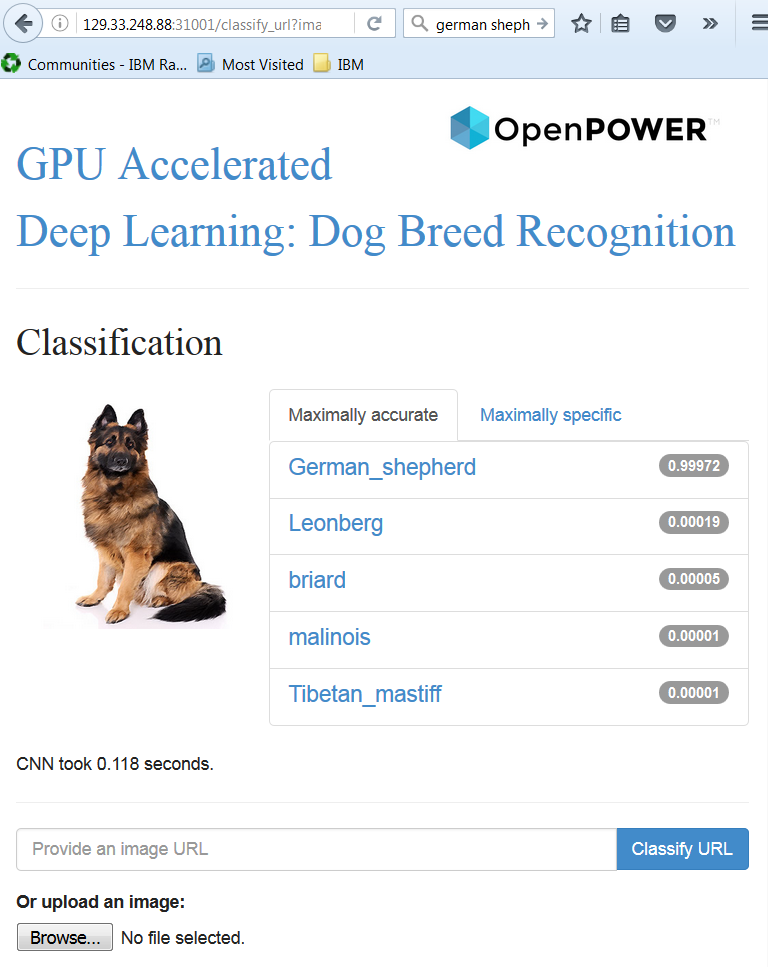 129.33.248.88:31001/classify_url?ima
german sheph
Communities - IBM Ra... Most Visited IBM
OpenPOWER™
GPU Accelerated
Deep Learning: Dog Breed Recognition
Classification
Maximally accurate Maximally specific
German_shepherd 0.99972
Leonberg 0.00019
briard 0.00005
malinois 0.00001
Tibetan_mastiff 0.00001
CNN took 0.118 seconds.
Provide an image URL Classify URL
Or upload an image:
Browse... No file selected.